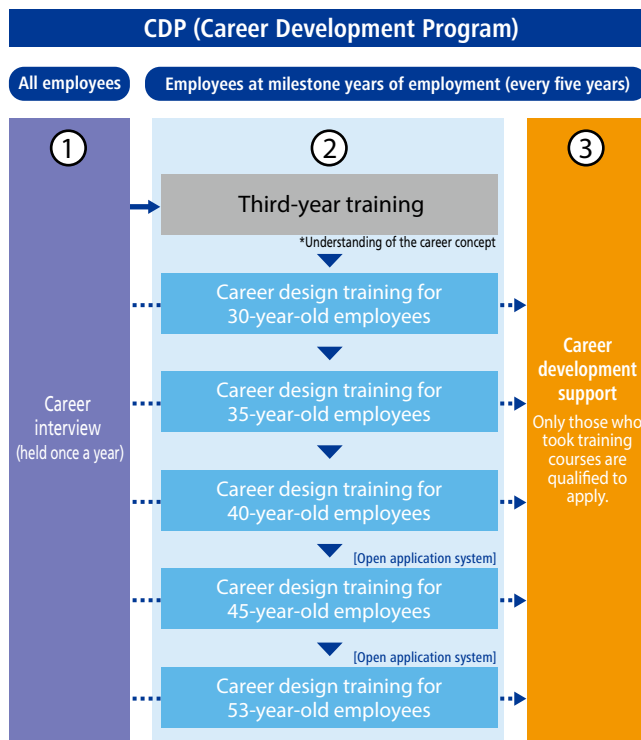 CDP (Career Development Program)
All employees
Employees at milestone years of employment (every five years)
1
2
3
Third-year training
*Understanding of the career concept
Career design training for
30-year-old employees
Career design training for
35-year-old employees
Career design training for
40-year-old employees
[Open application system]
Career design training for
45-year-old employees
[Open application system]
Career design training for
53-year-old employees
Career
interview
(held once a year)
Career
development
support
Only those who
took training
courses are
qualified to
apply.